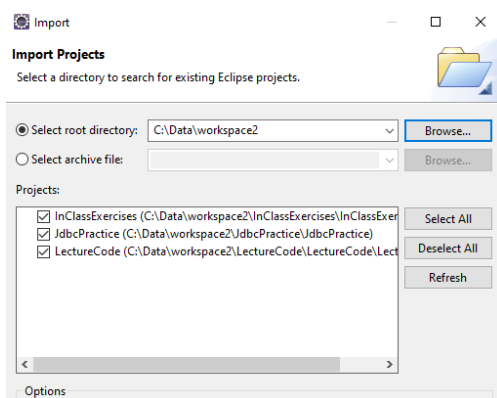 Import
Import Projects
Select a directory to search for existing Eclipse projects.
Select root directory: C:\Data\workspace2 Browse...
Select archive file: Browse...
Projects:
InClassExercises (C:\Data\workspace2\InClassExercises\InClassExer
JdbcPractice (C:\Data\workspace2\JdbcPractice\JdbcPractice)
LectureCode (C:\Data\workspace2\LectureCode\LectureCode\Lect
Select All
Deselect All
Refresh
Options